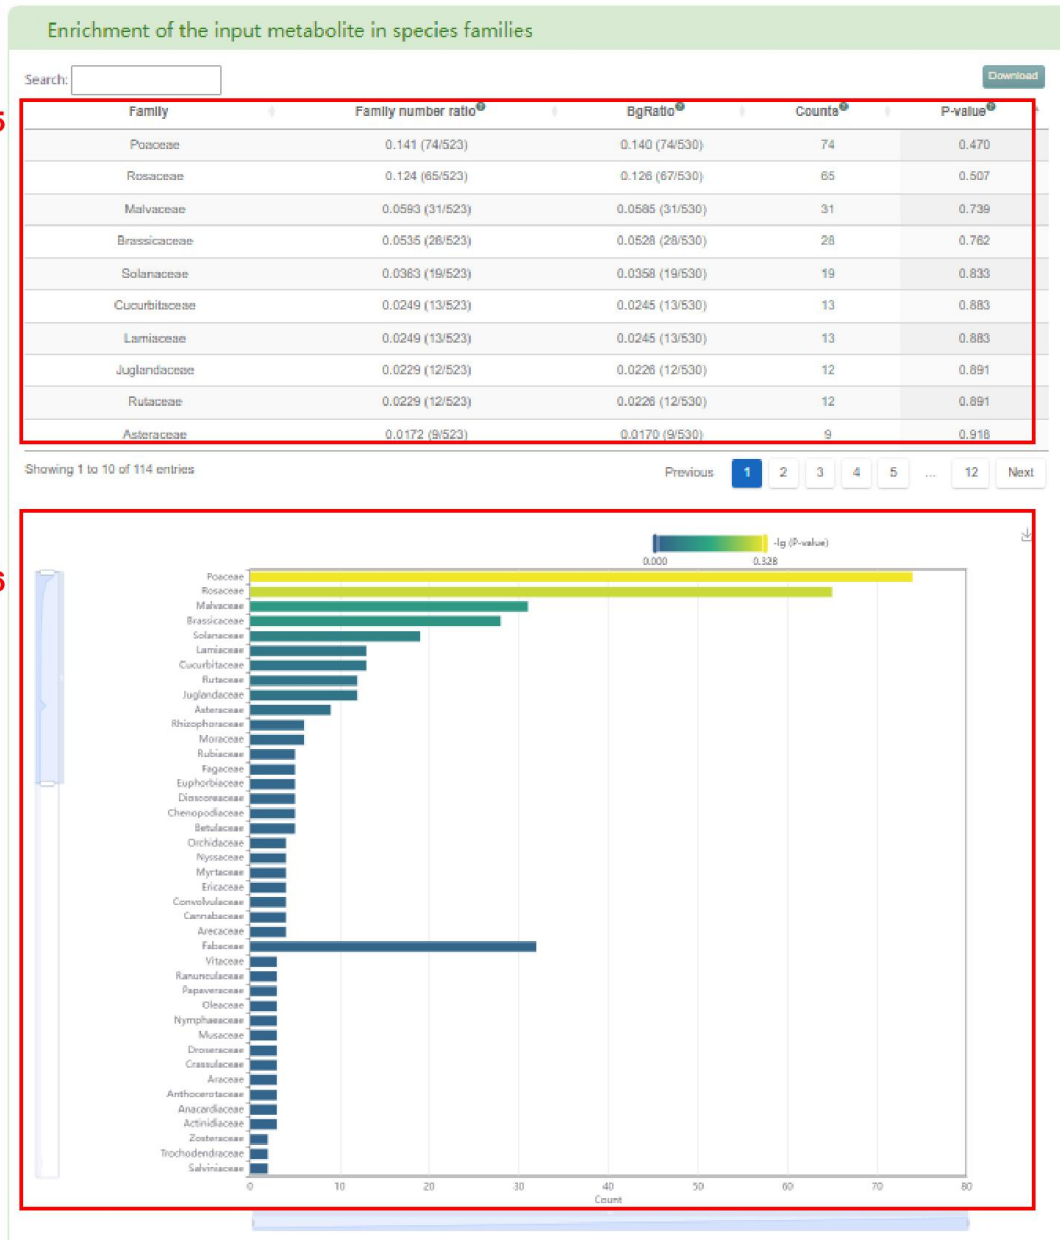 Enrichment of the input metabolite in species families
Search:
Download
5
Family Family number ratio BgRatio Counts P-value
Poaceae 0.141 (74/523) 0.140 (74/530) 74 0.470
Rosaceae 0.124 (65/523) 0.126 (67/530) 65 0.507
Malvaceae 0.0593 (31/523) 0.0585 (31/530) 31 0.739
Brassicaceae 0.0535 (28/523) 0.0528 (28/530) 28 0.762
Solanaceae 0.0363 (19/523) 0.0358 (19/530) 19 0.833
Cucurbitaceae 0.0249 (13/523) 0.0245 (13/530) 13 0.883
Lamiaceae 0.0249 (13/523) 0.0245 (13/530) 13 0.883
Juglandaceae 0.0229 (12/523) 0.0226 (12/530) 12 0.891
Rutaceae 0.0229 (12/523) 0.0226 (12/530) 12 0.891
Asteraceae 0.0172 (9/523) 0.0170 (9/530) 9 0.918
Showing 1 to 10 of 114 entries
Previous 1 2 3 4 5 ... 12 Next
6
-lg (P-value)
0.000 0.328
Poaceae
Rosaceae
Malvaceae
Brassicaceae
Solanaceae
Lamiaceae
Cucurbitaceae
Rutaceae
Juglandaceae
Asteraceae
Rhizophoraceae
Moraceae
Rubiaceae
Fagaceae
Euphorbiaceae
Dioscoreaceae
Chenopodiaceae
Betulaceae
Orchidaceae
Nyssaceae
Myrtaceae
Ericaceae
Convolvulaceae
Cannabaceae
Arecaceae
Fabaceae
Vitaceae
Ranunculaceae
Papaveraceae
Oleaceae
Nymphaeaceae
Musaceae
Droseraceae
Crassulaceae
Araceae
Anthocerotaceae
Anacardiaceae
Actinidiaceae
Zosteraceae
Trochodendraceae
Salviniaceae
0 10 20 30 40 50 60 70 80
Count